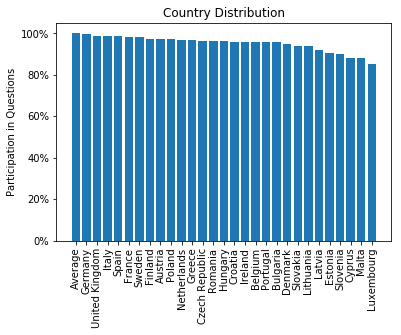 Country Distribution
Participation in Questions
100%
80%
60%
40%
20%
0%
Average
Germany
United Kingdom
Italy
Spain
France
Sweden
Finland
Austria
Poland
Netherlands
Greece
Czech Republic
Romania
Hungary
Croatia
Ireland
Belgium
Portugal
Bulgaria
Denmark
Slovakia
Lithuania
Latvia
Estonia
Slovenia
Cyprus
Malta
Luxembourg